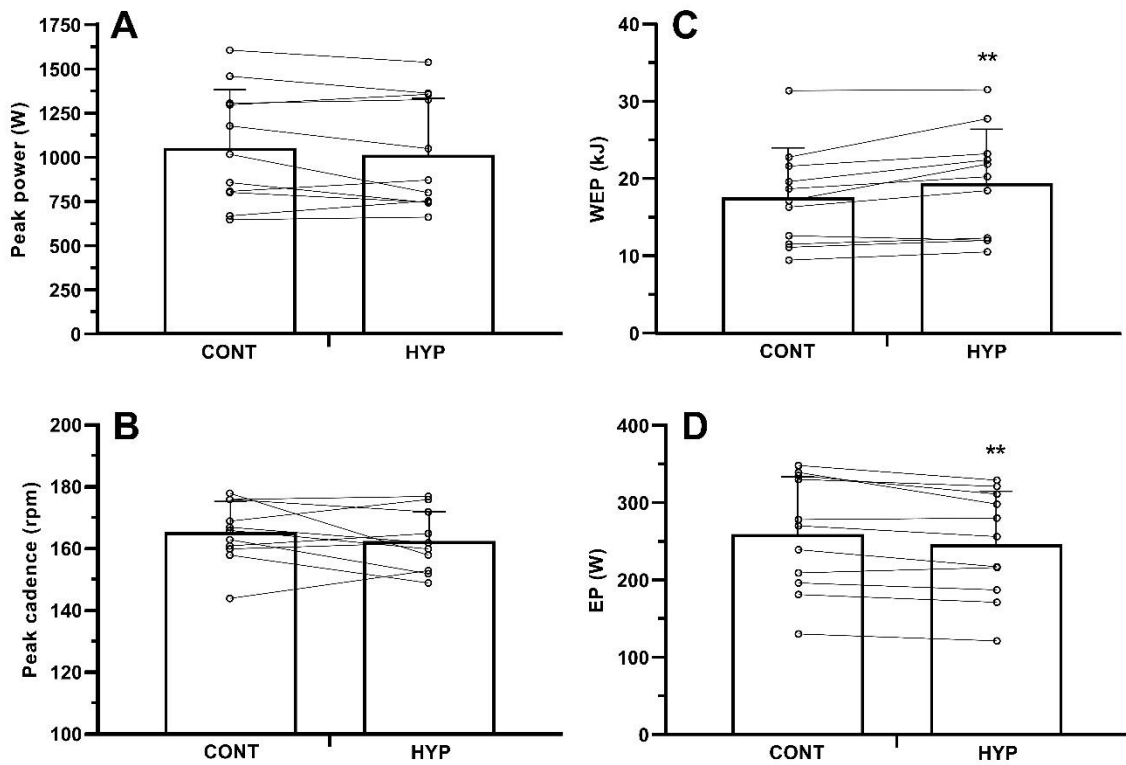 A
Peak power (W)
1750
1500
1250
1000
750
500
250
0
CONT
HYP
C
WEP (kJ)
40
30
20
10
0
**
CONT
HYP
B
Peak cadence (rpm)
200
180
160
140
120
100
CONT
HYP
D
EP (W)
400
300
200
100
0
**
CONT
HYP